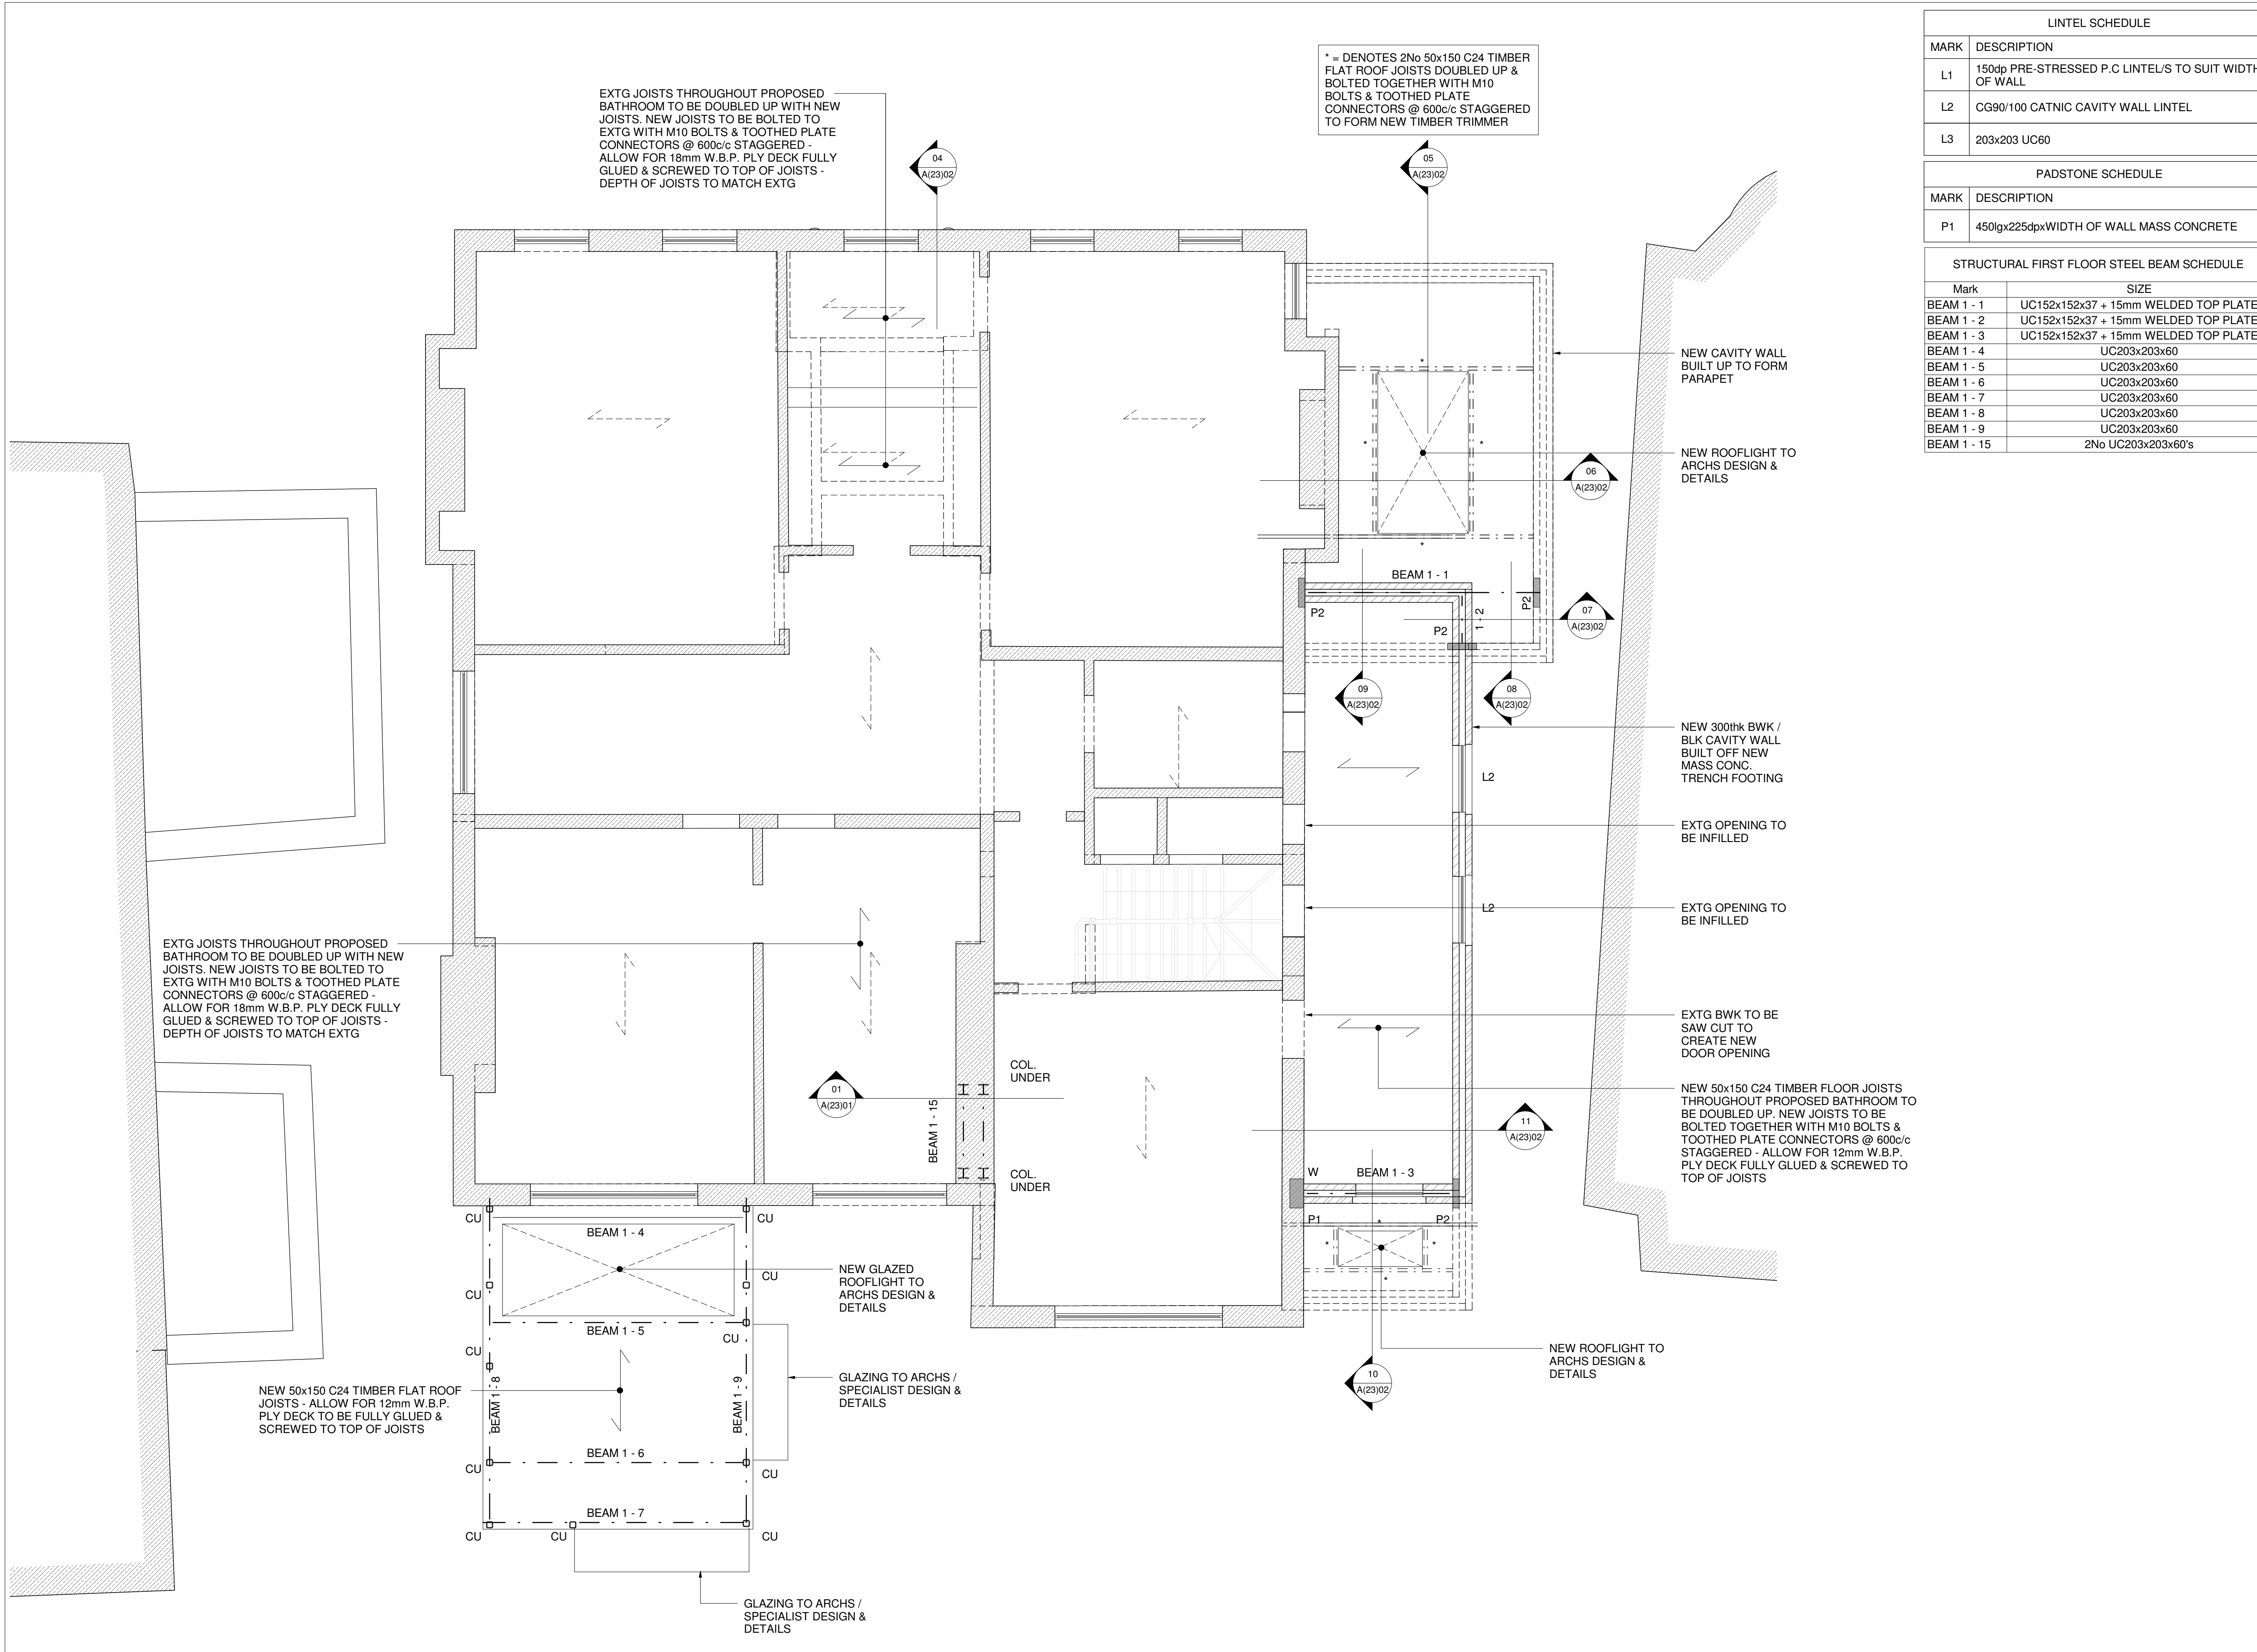 EXTG JOISTS THROUGHOUT PROPOSED
BATHROOM TO BE DOUBLED UP WITH NEW
JOISTS. NEW JOISTS TO BE BOLTED TO
EXTG WITH M10 BOLTS & TOOTHED PLATE
CONNECTORS @ 600c/c STAGGERED -
ALLOW FOR 18mm W.B.P. PLY DECK FULLY
GLUED & SCREWED TO TOP OF JOISTS -
DEPTH OF JOISTS TO MATCH EXTG
04
A(23)02
* = DENOTES 2No 50x150 C24 TIMBER
FLAT ROOF JOISTS DOUBLED UP &
BOLTED TOGETHER WITH M10
BOLTS & TOOTHED PLATE
CONNECTORS @ 600c/c STAGGERED
TO FORM NEW TIMBER TRIMMER
05
A(23)02
LINTEL SCHEDULE
MARK DESCRIPTION
L1 150dp PRE-STRESSED P.C LINTEL/S TO SUIT WIDTH
OF WALL
L2 CG90/100 CATNIC CAVITY WALL LINTEL
L3 203x203 UC60
PADSTONE SCHEDULE
MARK DESCRIPTION
P1 450lgx225dpxWIDTH OF WALL MASS CONCRETE
STRUCTURAL FIRST FLOOR STEEL BEAM SCHEDULE
Mark SIZE
BEAM 1 - 1 UC152x152x37 + 15mm WELDED TOP PLATE
BEAM 1 - 2 UC152x152x37 + 15mm WELDED TOP PLATE
BEAM 1 - 3 UC152x152x37 + 15mm WELDED TOP PLATE
BEAM 1 - 4 UC203x203x60
BEAM 1 - 5 UC203x203x60
BEAM 1 - 6 UC203x203x60
BEAM 1 - 7 UC203x203x60
BEAM 1 - 8 UC203x203x60
BEAM 1 - 9 UC203x203x60
BEAM 1 - 15 2No UC203x203x60's
NEW CAVITY WALL
BUILT UP TO FORM
PARAPET
*
*
*
*
NEW ROOFLIGHT TO
ARCHS DESIGN &
DETAILS
06
A(23)02
BEAM 1 - 1
P2
P2
1 - 2
P2
07
A(23)02
09
A(23)02
08
A(23)02
NEW 300thk BWK /
BLK CAVITY WALL
BUILT OFF NEW
MASS CONC.
TRENCH FOOTING
L2
EXTG OPENING TO
BE INFILLED
L2
EXTG OPENING TO
BE INFILLED
EXTG JOISTS THROUGHOUT PROPOSED
BATHROOM TO BE DOUBLED UP WITH NEW
JOISTS. NEW JOISTS TO BE BOLTED TO
EXTG WITH M10 BOLTS & TOOTHED PLATE
CONNECTORS @ 600c/c STAGGERED -
ALLOW FOR 18mm W.B.P. PLY DECK FULLY
GLUED & SCREWED TO TOP OF JOISTS -
DEPTH OF JOISTS TO MATCH EXTG
EXTG BWK TO BE
SAW CUT TO
CREATE NEW
DOOR OPENING
01
A(23)01
COL.
UNDER
BEAM 1 - 15
COL.
UNDER
NEW 50x150 C24 TIMBER FLOOR JOISTS
THROUGHOUT PROPOSED BATHROOM TO
BE DOUBLED UP. NEW JOISTS TO BE
BOLTED TOGETHER WITH M10 BOLTS &
TOOTHED PLATE CONNECTORS @ 600c/c
STAGGERED - ALLOW FOR 12mm W.B.P.
PLY DECK FULLY GLUED & SCREWED TO
TOP OF JOISTS
11
A(23)02
W
BEAM 1 - 3
P1
P2
*
*
*
*
CU
CU
BEAM 1 - 4
CU
CU
NEW GLAZED
ROOFLIGHT TO
ARCHS DESIGN &
DETAILS
BEAM 1 - 5
CU
CU
NEW ROOFLIGHT TO
ARCHS DESIGN &
DETAILS
10
A(23)02
NEW 50x150 C24 TIMBER FLAT ROOF
JOISTS - ALLOW FOR 12mm W.B.P.
PLY DECK TO BE FULLY GLUED &
SCREWED TO TOP OF JOISTS
BEAM 1 - 8
BEAM 1 - 9
GLAZING TO ARCHS /
SPECIALIST DESIGN &
DETAILS
BEAM 1 - 6
CU
CU
BEAM 1 - 7
CU
CU
CU
GLAZING TO ARCHS /
SPECIALIST DESIGN &
DETAILS